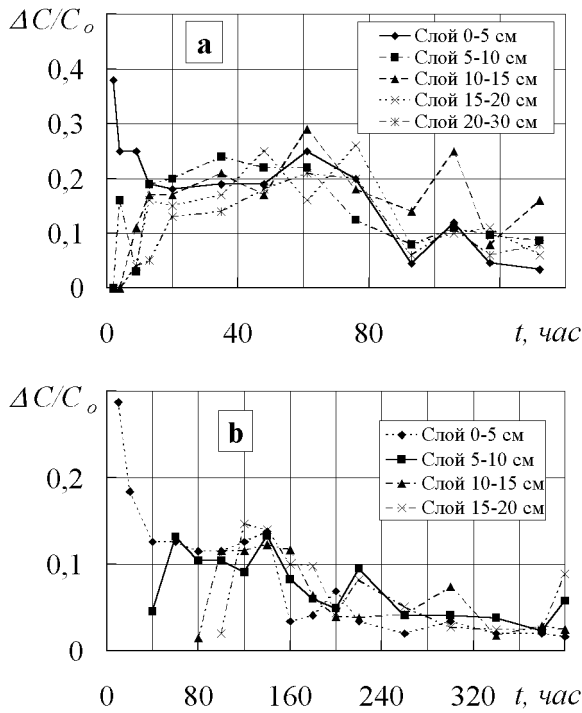 ΔC/Cₒ
a
Слой 0-5 см
Слой 5-10 см
Слой 10-15 см
Слой 15-20 см
Слой 20-30 см
0,4
0,3
0,2
0,1
0
0 40 80 t, час
ΔC/Cₒ
b
Слой 0-5 см
Слой 5-10 см
Слой 10-15 см
Слой 15-20 см
0,2
0,1
0
0 80 160 240 320 t, час